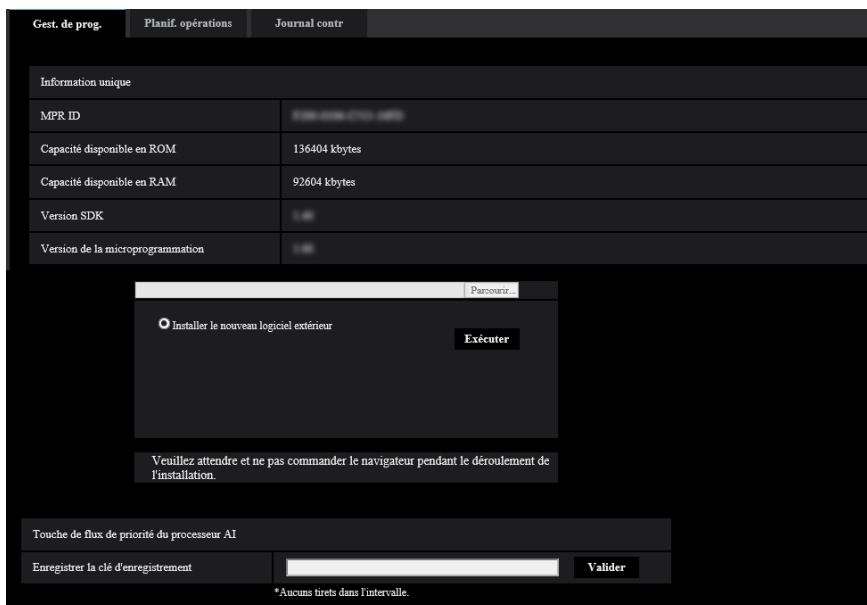 Gest. de prog. Planif. opérations Journal contr
Information unique
MPR ID
Capacité disponible en ROM 136404 kbytes
Capacité disponible en RAM 92604 kbytes
Version SDK
Version de la microprogrammation
Parcourir...
Installer le nouveau logiciel extérieur
Exécuter
Veuillez attendre et ne pas commander le navigateur pendant le déroulement de
l'installation.
Touche de flux de priorité du processeur AI
Enregistrer la clé d'enregistrement Valider
*Aucuns tirets dans l'intervalle.